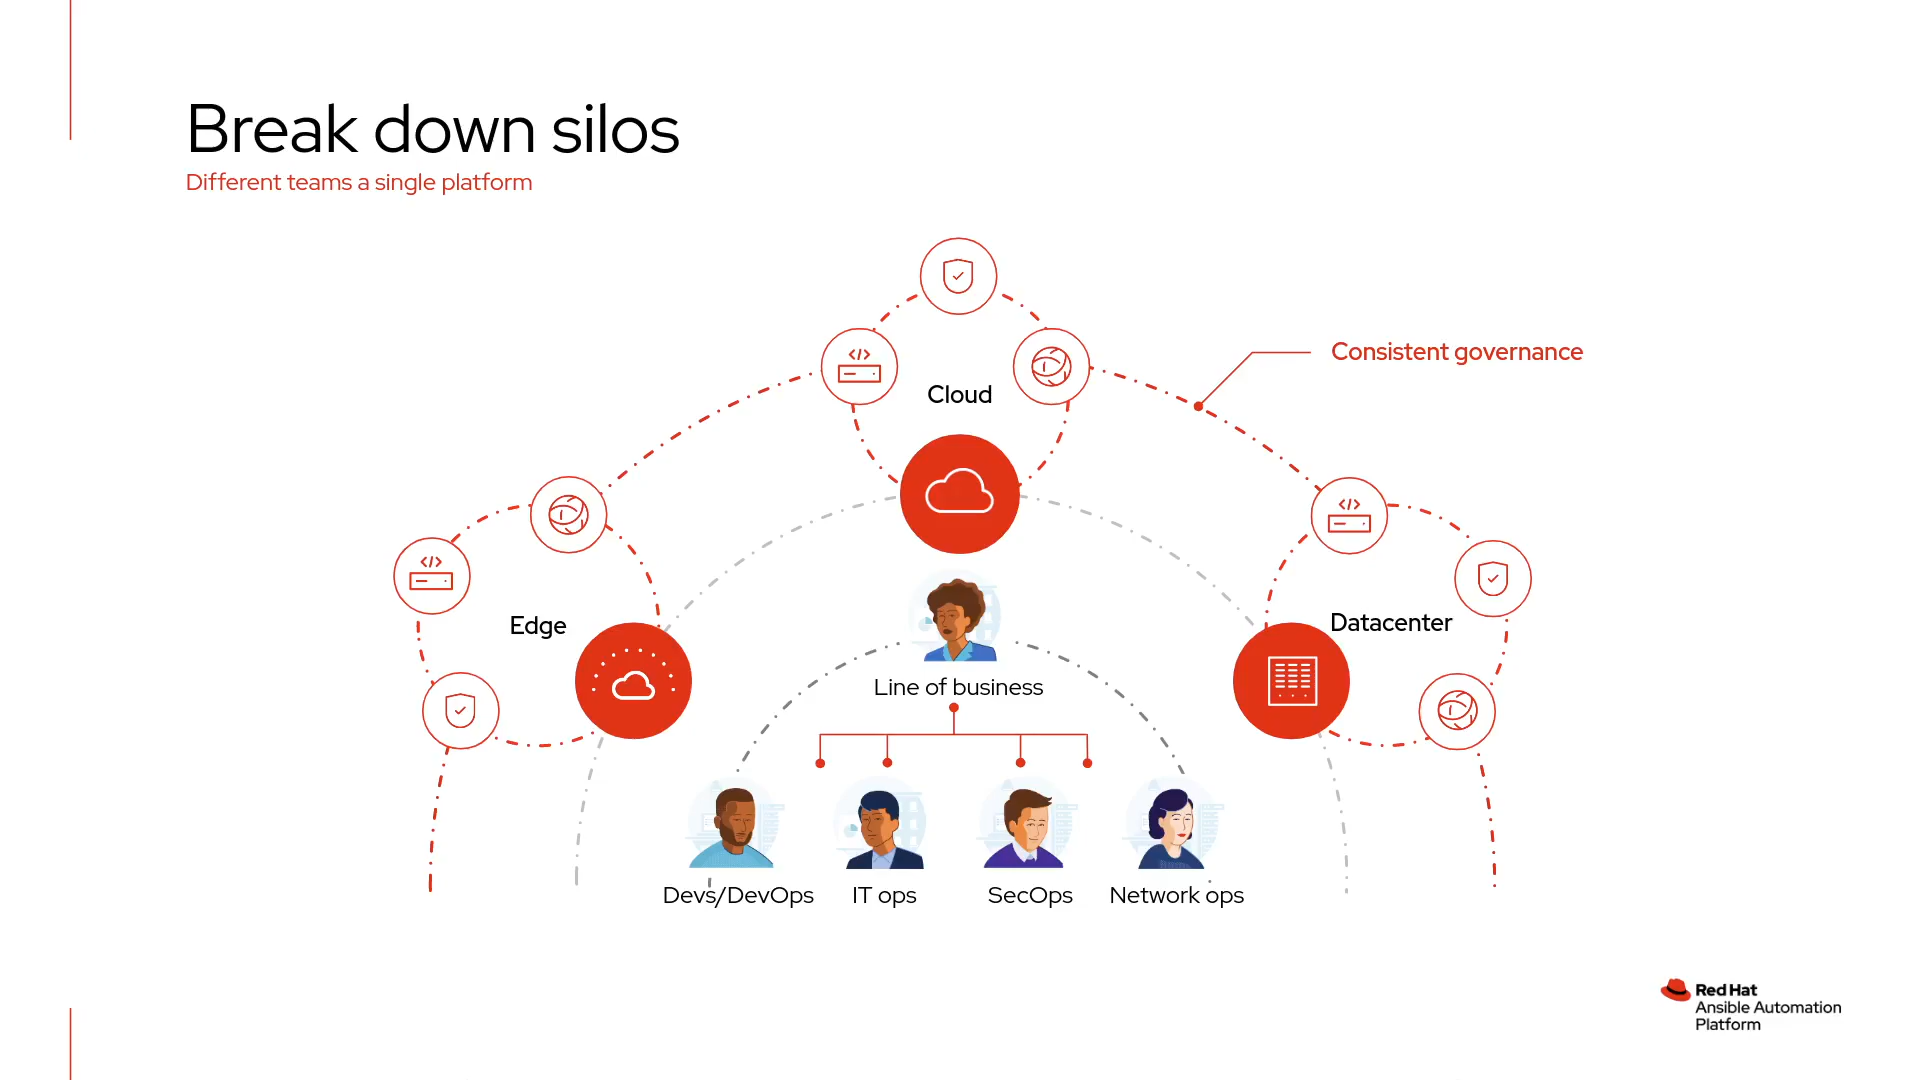 Break down silos
Different teams a single platform
Consistent governance
Cloud
Edge
Datacenter
Line of business
Devs/DevOps
IT ops
SecOps
Network ops
Red Hat
Ansible Automation
Platform